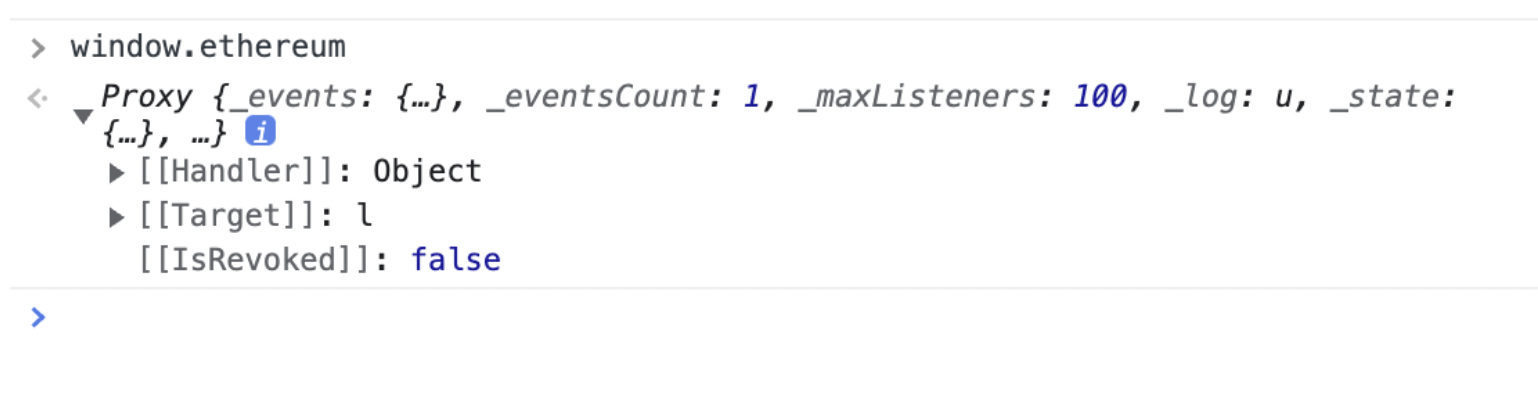 > window.ethereum
Proxy {_events: {…}, _eventsCount: 1, _maxListeners: 100, _log: u, _state:
{…}, …} i
[[Handler]]: Object
[[Target]]: l
[[IsRevoked]]: false
>